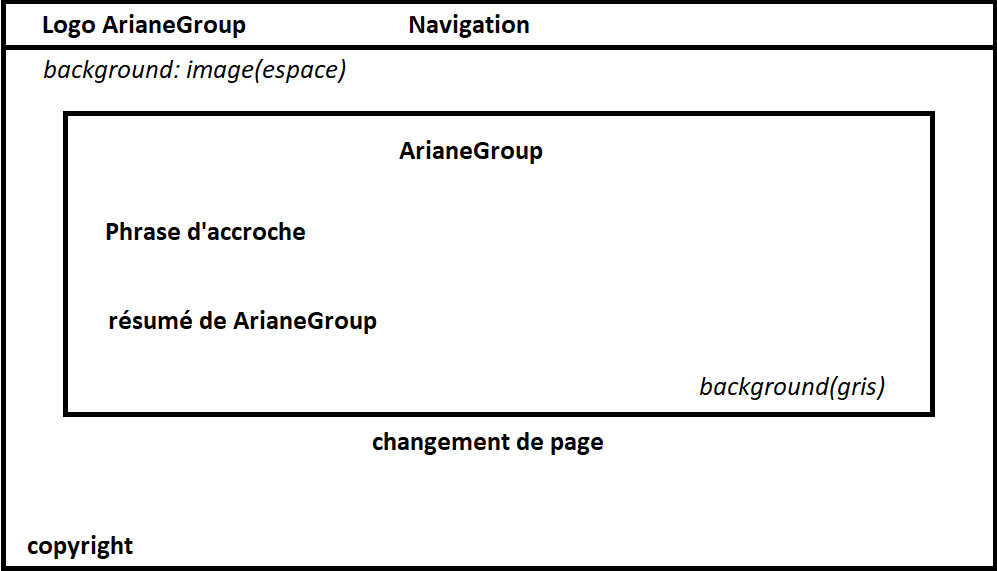 Logo ArianeGroup Navigation
background: image(espace)
ArianeGroup
Phrase d'accroche
résumé de ArianeGroup
background(gris)
changement de page
copyright